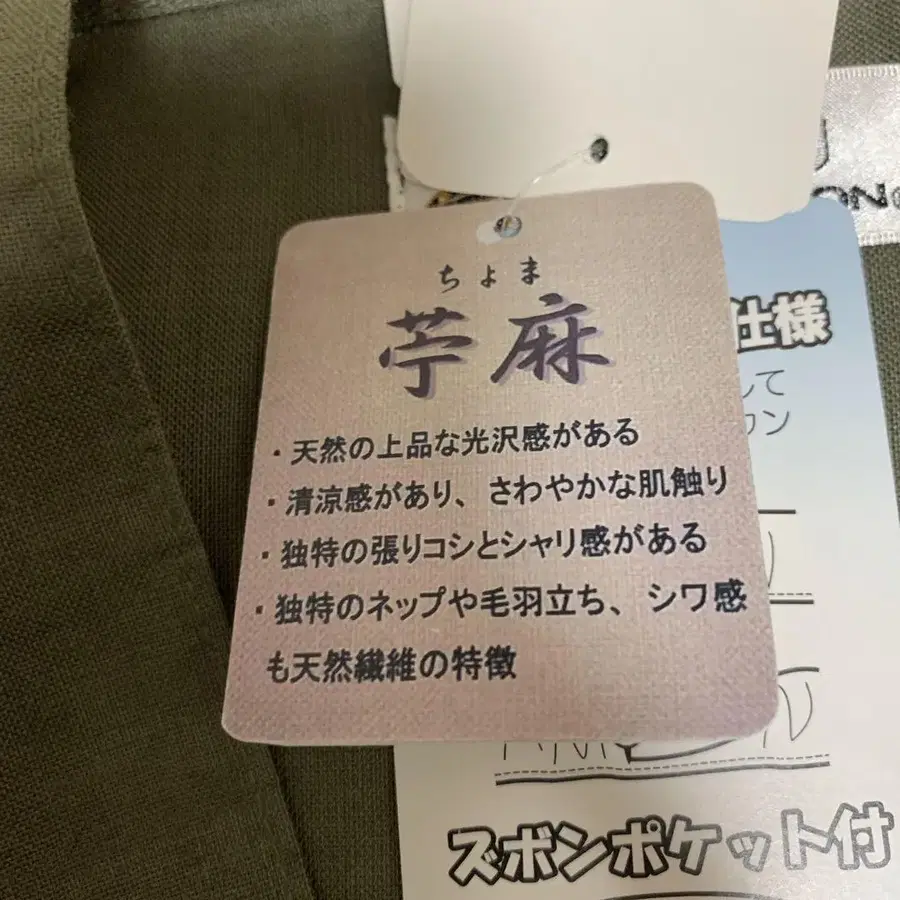 ちょま
苧麻
・天然の上品な光沢感がある
・清涼感があり、さわやかな肌触り
・独特の張りコシとシャリ感がある
・独特のネップや毛羽立ち、シワ感
も天然繊維の特徴
仕様
して
ズボンポケット付